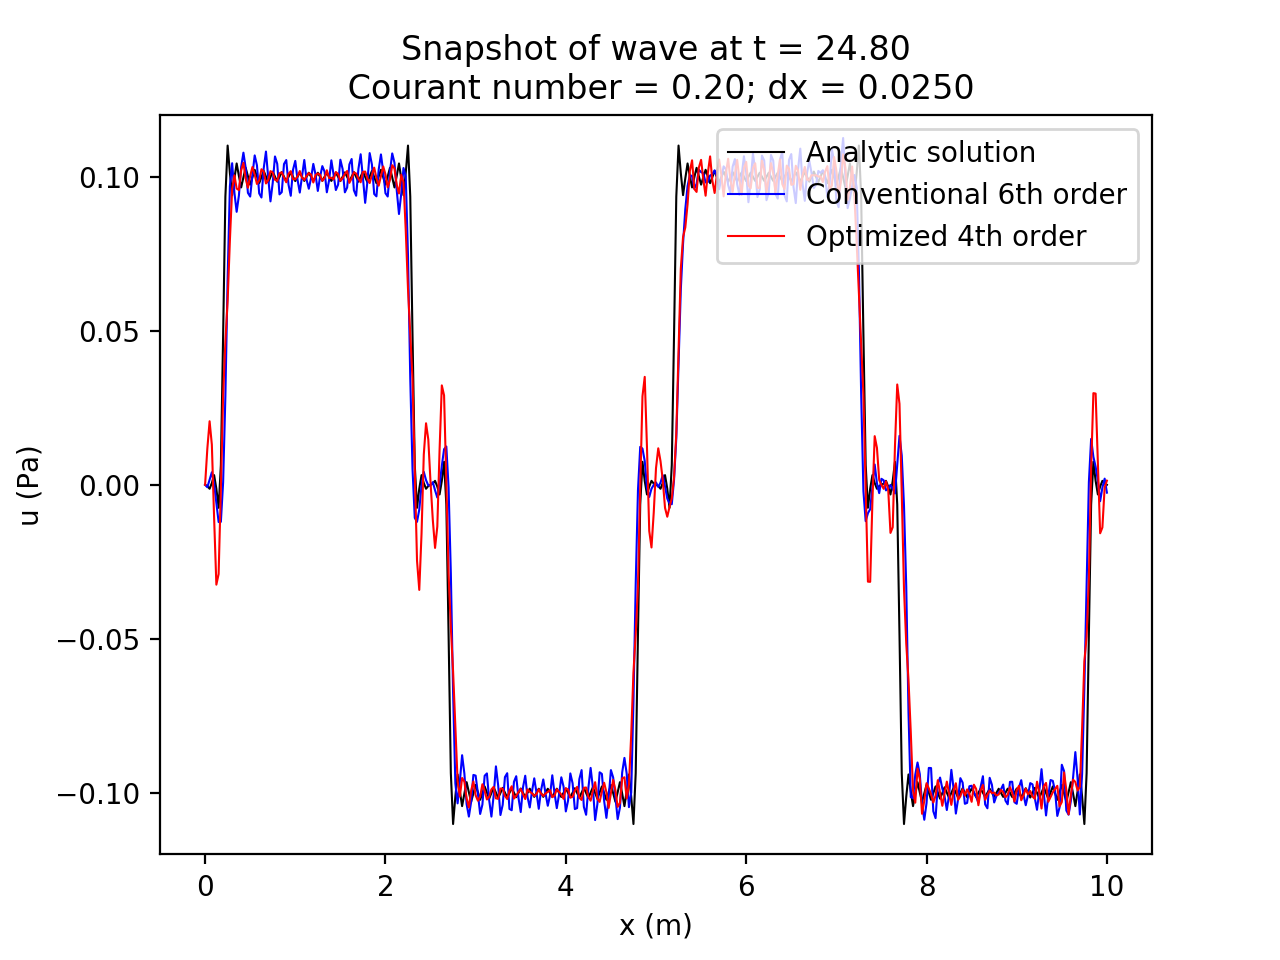 Snapshot of wave at t = 24.80
Courant number = 0.20; dx = 0.0250
Analytic solution
Conventional 6th order
Optimized 4th order
0.10
0.05
0.00
−0.05
−0.10
u (Pa)
0 2 4 6 8 10
x (m)